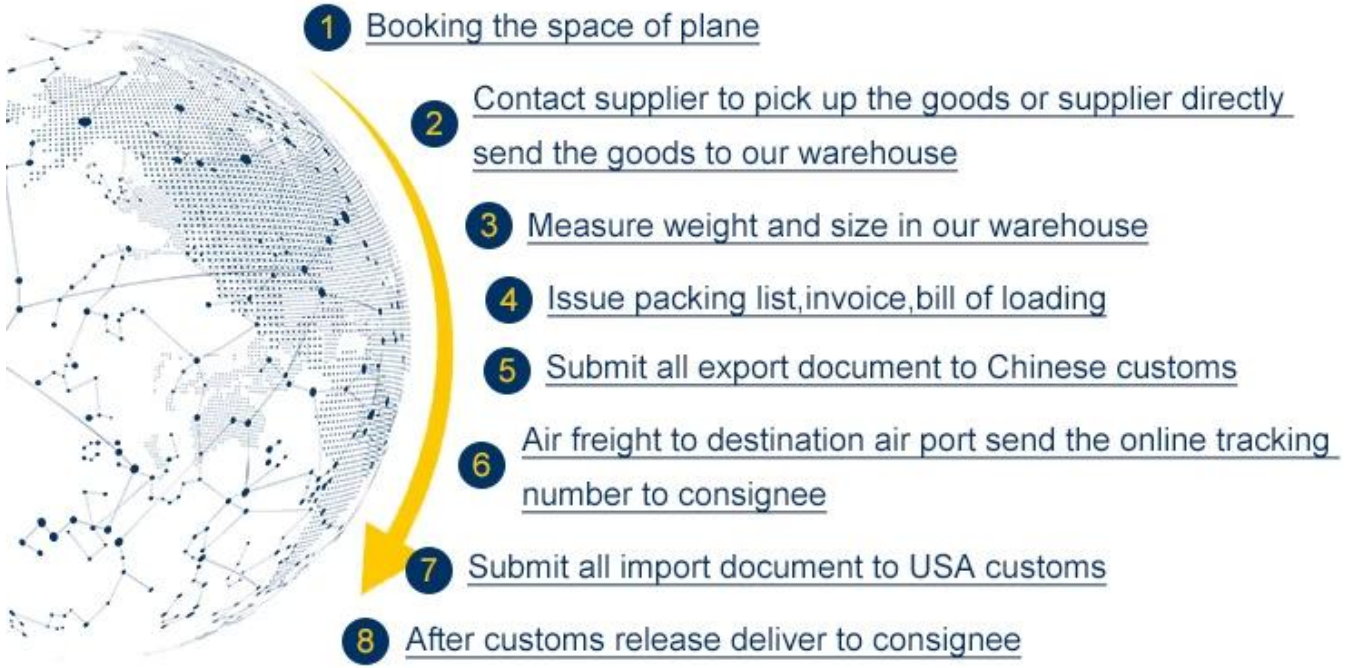 1 Booking the space of plane
2 Contact supplier to pick up the goods or supplier directly
send the goods to our warehouse
3 Measure weight and size in our warehouse
4 Issue packing list,invoice,bill of loading
5 Submit all export document to Chinese customs
6 Air freight to destination air port send the online tracking
number to consignee
7 Submit all import document to USA customs
8 After customs release deliver to consignee